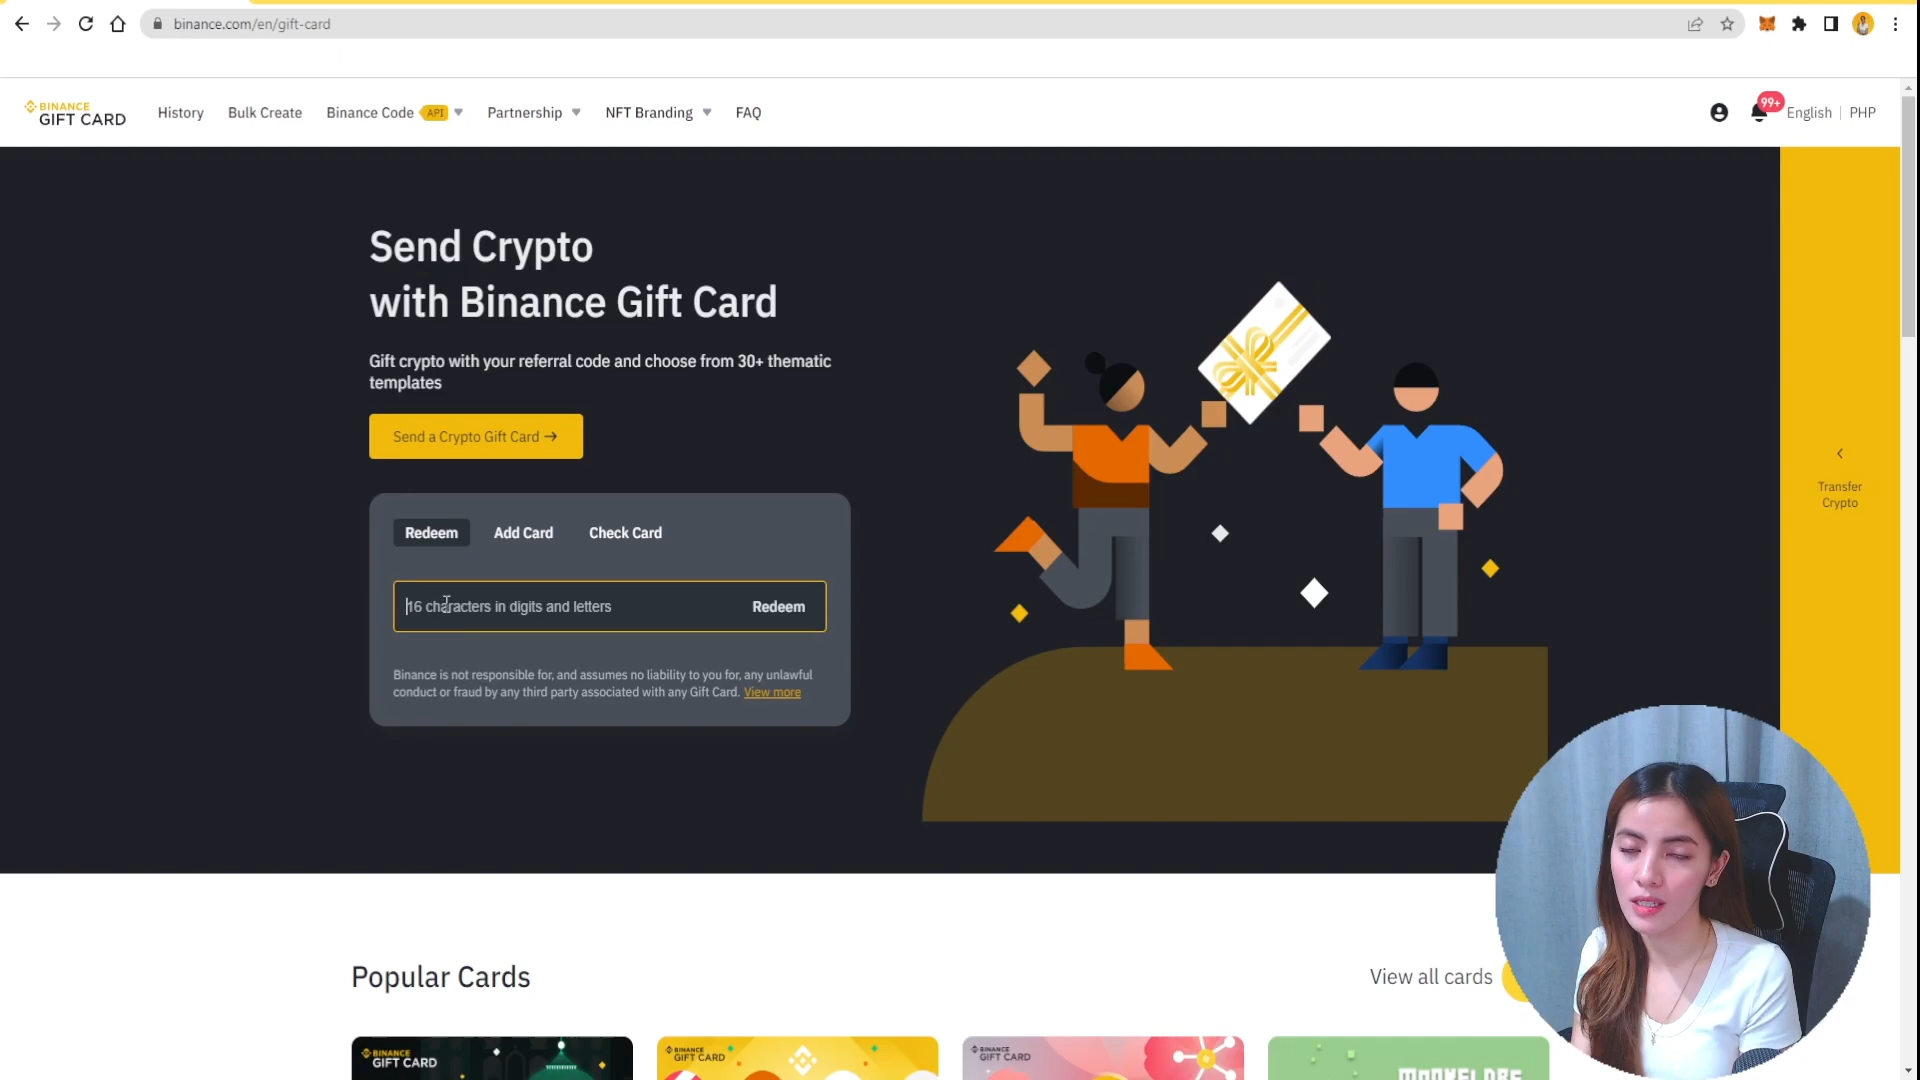 binance.com/en/gift-card
BINANCE
GIFT CARD
History
Bulk Create
Binance Code
API
Partnership
NFT Branding
FAQ
99+
English | PHP
Send Crypto
with Binance Gift Card
Gift crypto with your referral code and choose from 30+ thematic
templates
Send a Crypto Gift Card →
Transfer
Crypto
Redeem
Add Card
Check Card
16 characters in digits and letters
Redeem
Binance is not responsible for, and assumes no liability to you for, any unlawful
conduct or fraud by any third party associated with any Gift Card. View more
Popular Cards
View all cards
BINANCE
GIFT CARD
BINANCE
GIFT CARD
BINANCE
GIFT CARD